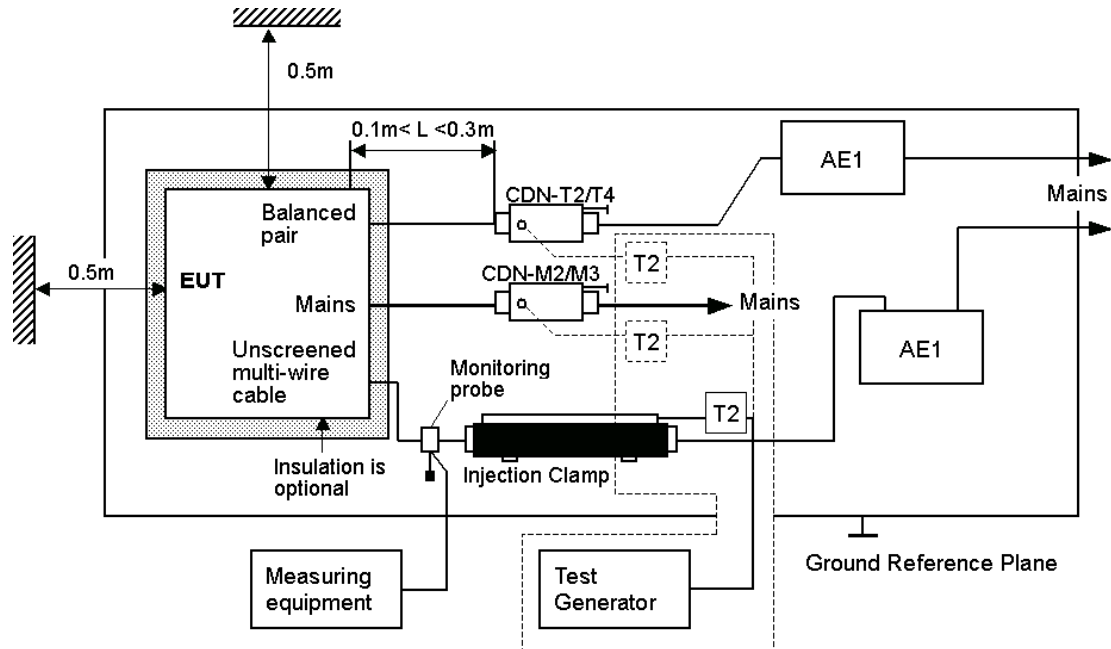 0.5m
0.1m< L <0.3m
AE1
CDN-T2/T4
Mains
Balanced
pair
T2
0.5m
EUT
CDN-M2/M3
Mains
Mains
T2
AE1
Unscreened
multi-wire
cable
Monitoring
probe
T2
Insulation is
optional
Injection Clamp
Ground Reference Plane
Measuring
equipment
Test
Generator